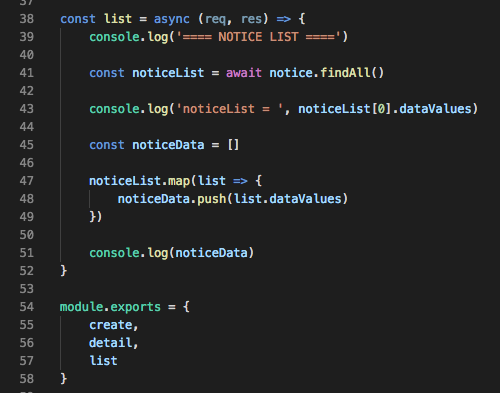 37
38 const list = async (req, res) => {
39     console.log('==== NOTICE LIST ====')
40
41     const noticeList = await notice.findAll()
42
43     console.log('noticeList = ', noticeList[0].dataValues)
44
45     const noticeData = []
46
47     noticeList.map(list => {
48         noticeData.push(list.dataValues)
49     })
50
51     console.log(noticeData)
52 }
53
54 module.exports = {
55     create,
56     detail,
57     list
58 }